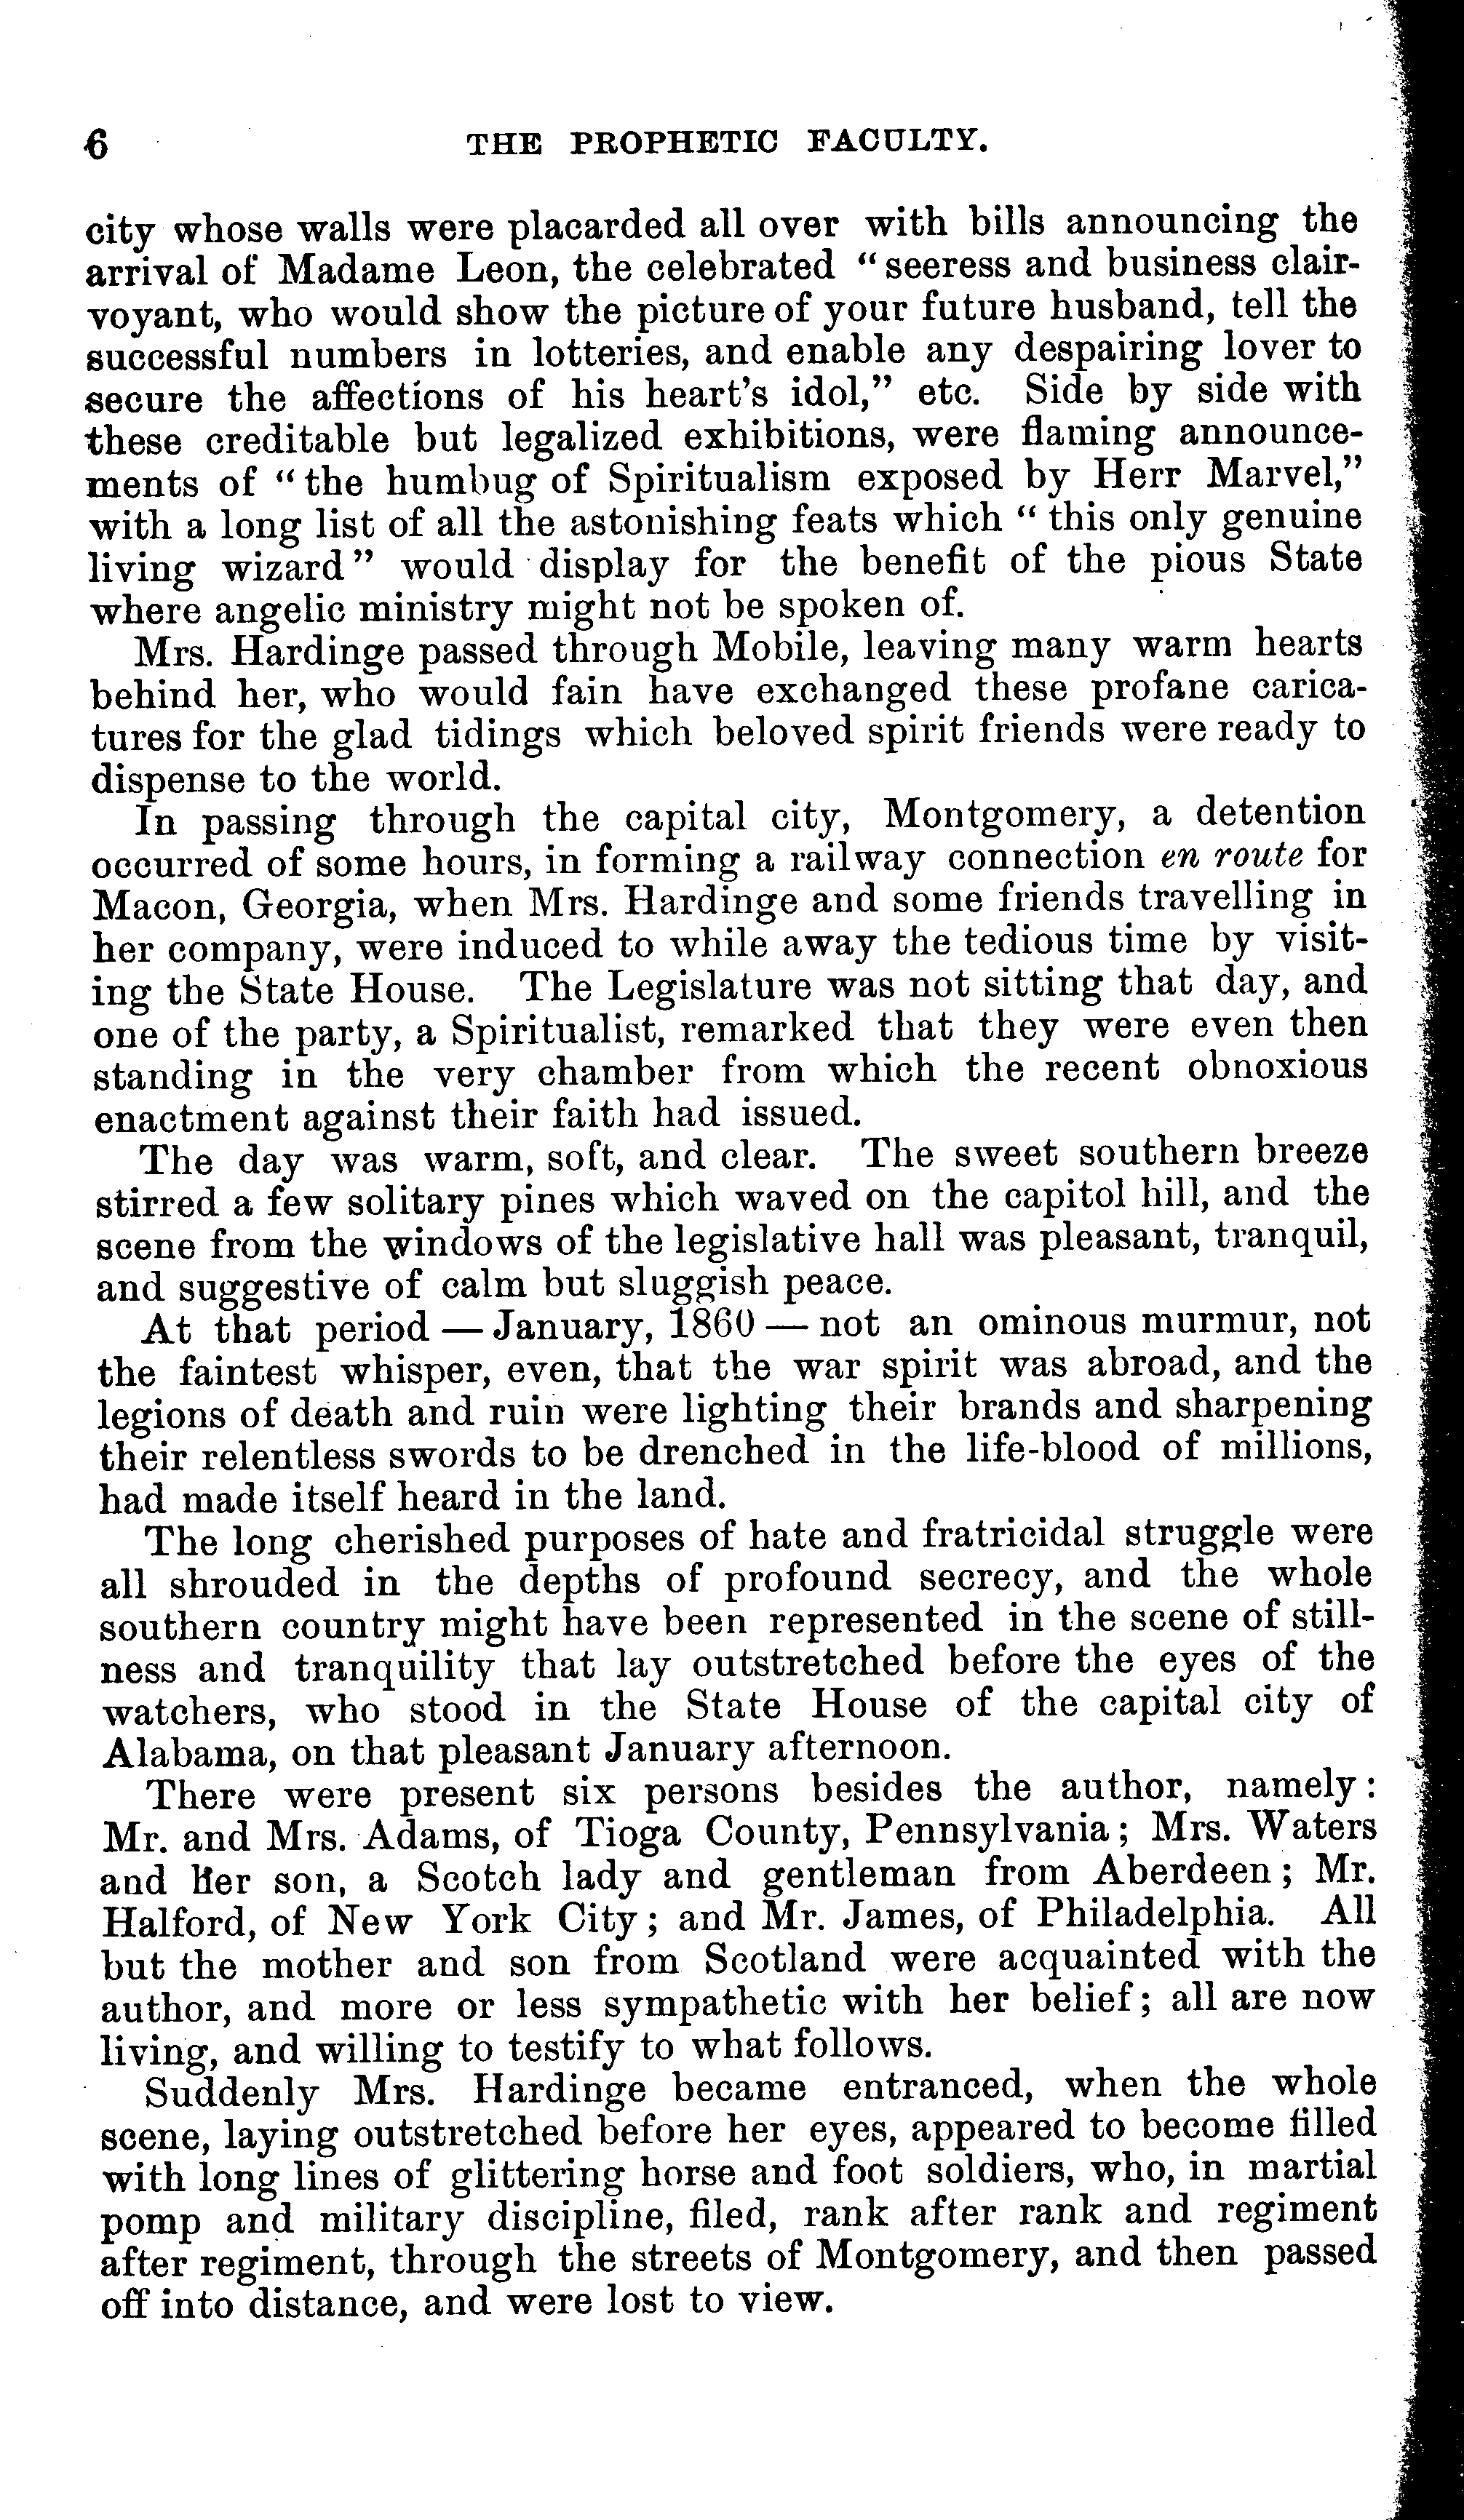 6 THE PROPHETIC FACULTY.
city whose walls were placarded all over with bills announcing the
arrival of Madame Leon, the celebrated “seeress and business clair-
voyant, who would show the picture of your future husband, tell the
successful numbers in lotteries, and enable any despairing lover to
secure the affections of his heart’s idol,” etc. Side by side with
these creditable but legalized exhibitions, were flaming announce-
ments of “the humbug of Spiritualism exposed by Herr Marvel,”
with a long list of all the astonishing feats which “this only genuine
living wizard” would display for the benefit of the pious State
where angelic ministry might not be spoken of.
Mrs. Hardinge passed through Mobile, leaving many warm hearts
behind her, who would fain have exchanged these profane carica-
tures for the glad tidings which beloved spirit friends were ready to
dispense to the world.
In passing through the capital city, Montgomery, a detention
occurred of some hours, in forming a railway connection en route for
Macon, Georgia, when Mrs. Hardinge and some friends travelling in
her company, were induced to while away the tedious time by visit-
ing the State House. The Legislature was not sitting that day, and
one of the party, a Spiritualist, remarked that they were even then
standing in the very chamber from which the recent obnoxious
enactment against their faith had issued.
The day was warm, soft, and clear. The sweet southern breeze
stirred a few solitary pines which waved on the capitol hill, and the
scene from the windows of the legislative hall was pleasant, tranquil,
and suggestive of calm but sluggish peace.
At that period — January, 1860 — not an ominous murmur, not
the faintest whisper, even, that the war spirit was abroad, and the
legions of death and ruin were lighting their brands and sharpening
their relentless swords to be drenched in the life-blood of millions,
had made itself heard in the land.
The long cherished purposes of hate and fratricidal struggle were
all shrouded in the depths of profound secrecy, and the whole
southern country might have been represented in the scene of still-
ness and tranquility that lay outstretched before the eyes of the
watchers, who stood in the State House of the capital city of
Alabama, on that pleasant January afternoon.
There were present six persons besides the author, namely:
Mr. and Mrs. Adams, of Tioga County, Pennsylvania; Mrs. Waters
and her son, a Scotch lady and gentleman from Aberdeen; Mr.
Halford, of New York City; and Mr. James, of Philadelphia. All
but the mother and son from Scotland were acquainted with the
author, and more or less sympathetic with her belief; all are now
living, and willing to testify to what follows.
Suddenly Mrs. Hardinge became entranced, when the whole
scene, laying outstretched before her eyes, appeared to become filled
with long lines of glittering horse and foot soldiers, who, in martial
pomp and military discipline, filed, rank after rank and regiment
after regiment, through the streets of Montgomery, and then passed
off into distance, and were lost to view.